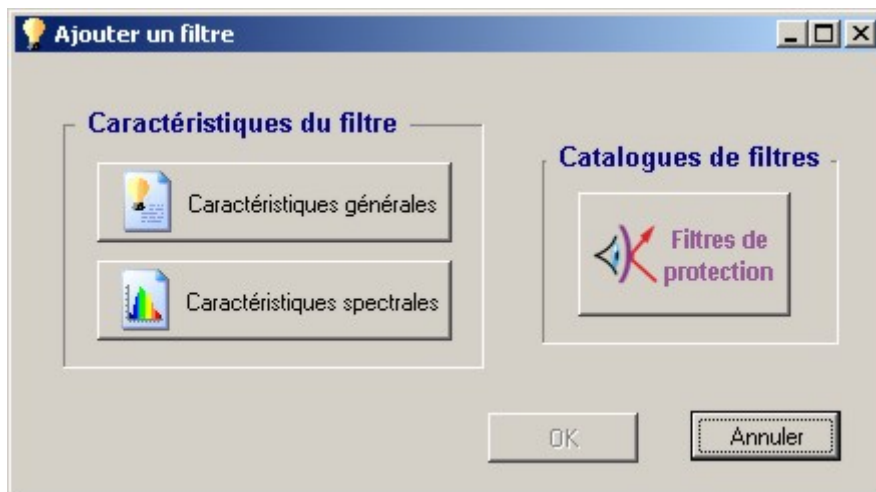 Ajouter un filtre
Caractéristiques du filtre
Caractéristiques générales
Caractéristiques spectrales
Catalogues de filtres
Filtres de
protection
OK
Annuler